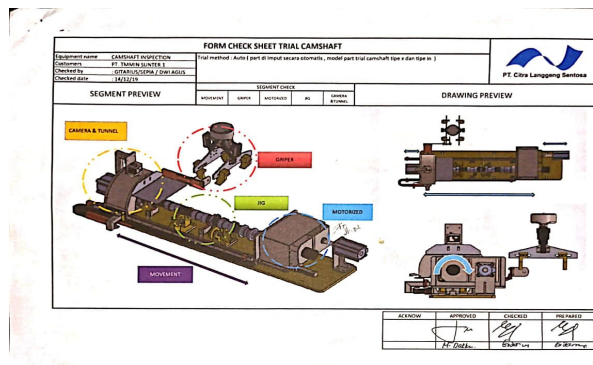 FORM CHECK SHEET TRIAL CAMSHAFT
Equipment name CAMSHAFT INSPECTION
Customers PT. TMMIN SUNTER 1
Checked by : GITARIUS/SEPIA / DWI AGUS
Checked date : 14/12/19
Trial method : Auto ( part di imput secara otomatis , model part trial camshaft tipe x dan tipe in )
PT. Citra Langgeng Sentosa
SEGMENT PREVIEW
SEGMENT CHECK
MOVEMENT GRIPER MOTORIZED JIG CAMERA &TUNNEL
DRAWING PREVIEW
CAMERA & TUNNEL
GRIPER
JIG
MOTORIZED
MOVEMENT
ACKNOW APPROVED CHECKED PREPARED